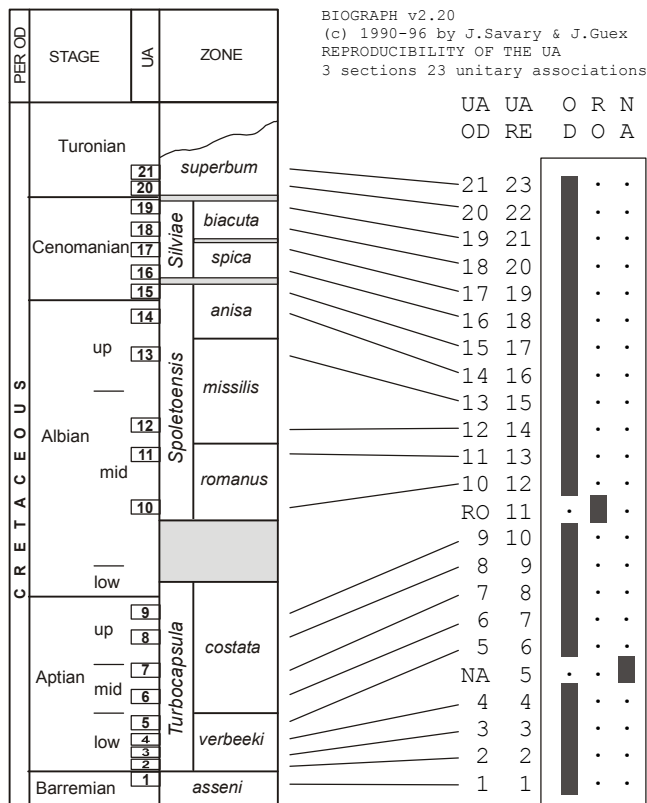 PER OD
STAGE
UA
ZONE
BIOGRAPH v2.20
(c) 1990-96 by J.Savary & J.Guex
REPRODUCIBILITY OF THE UA
3 sections 23 unitary associations
UA UA O R N
OD RE D O A
CRETACEOUS
Turonian
Cenomanian
up
Albian
mid
low
up
Aptian
mid
low
Barremian
21
20
19
18
17
16
15
14
13
12
11
10
9
8
7
6
5
4
3
2
1
superbum
Silviae
biacuta
spica
Spoletoensis
anisa
missilis
romanus
Turbocapsula
costata
verbeeki
asseni
21 23 . .
20 22 . .
19 21 . .
18 20 . .
17 19 . .
16 18 . .
15 17 . .
14 16 . .
13 15 . .
12 14 . .
11 13 . .
10 12 . .
RO 11 . .
9 10 . .
8 9 . .
7 8 . .
6 7 . .
5 6 . .
NA 5 . .
4 4 . .
3 3 . .
2 2 . .
1 1 . .